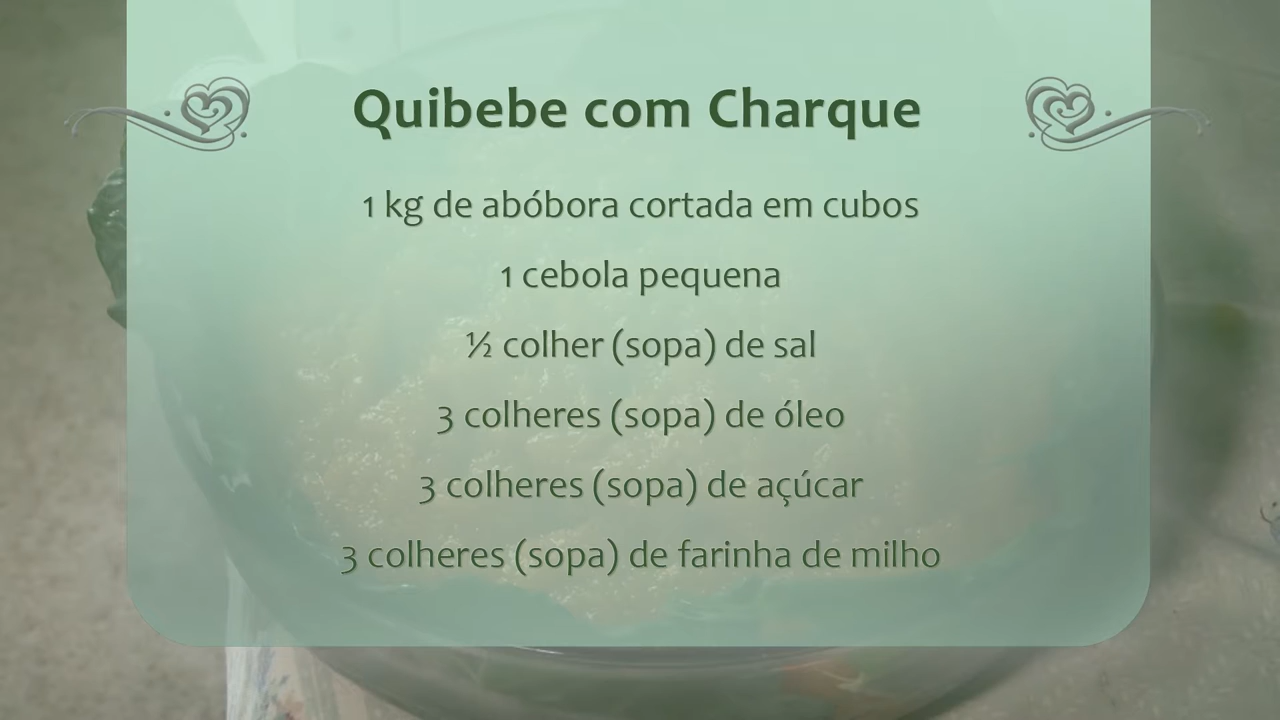 Quibebe com Charque
1 kg de abóbora cortada em cubos
1 cebola pequena
½ colher (sopa) de sal
3 colheres (sopa) de óleo
3 colheres (sopa) de açúcar
3 colheres (sopa) de farinha de milho